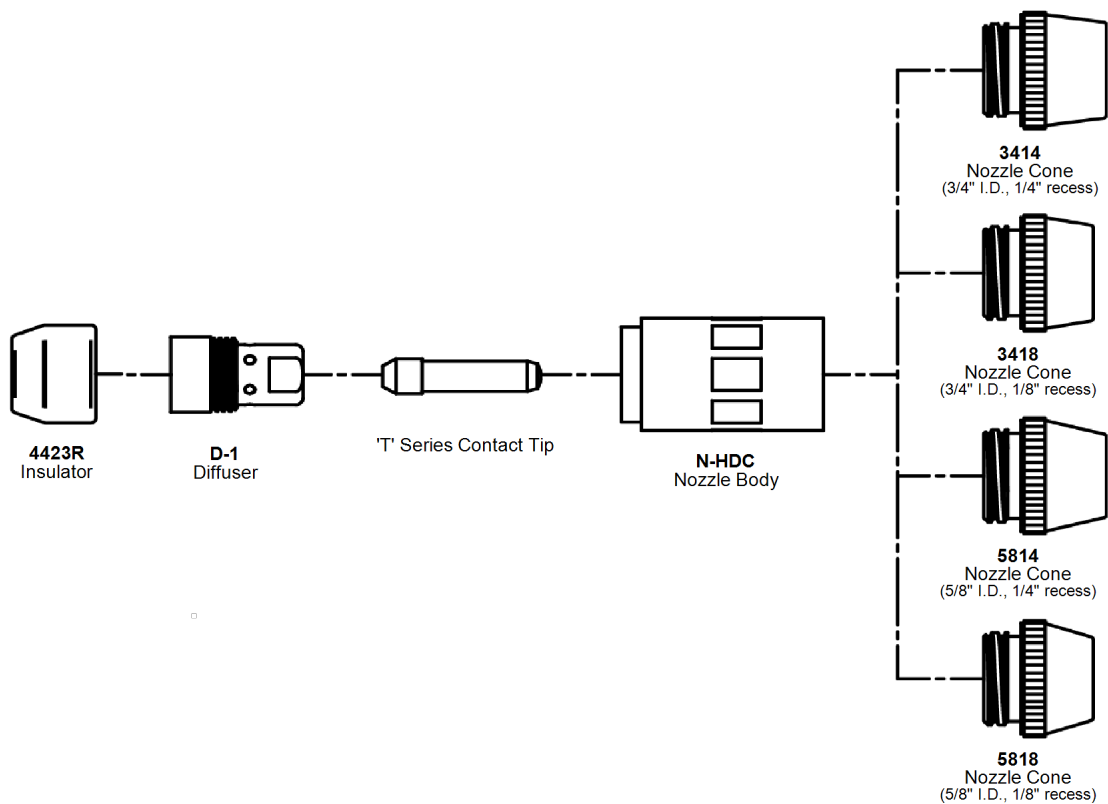 3414
Nozzle Cone
(3/4" I.D., 1/4" recess)
3418
Nozzle Cone
(3/4" I.D., 1/8" recess)
4423R
Insulator
D-1
Diffuser
'T' Series Contact Tip
N-HDC
Nozzle Body
5814
Nozzle Cone
(5/8" I.D., 1/4" recess)
5818
Nozzle Cone
(5/8" I.D., 1/8" recess)